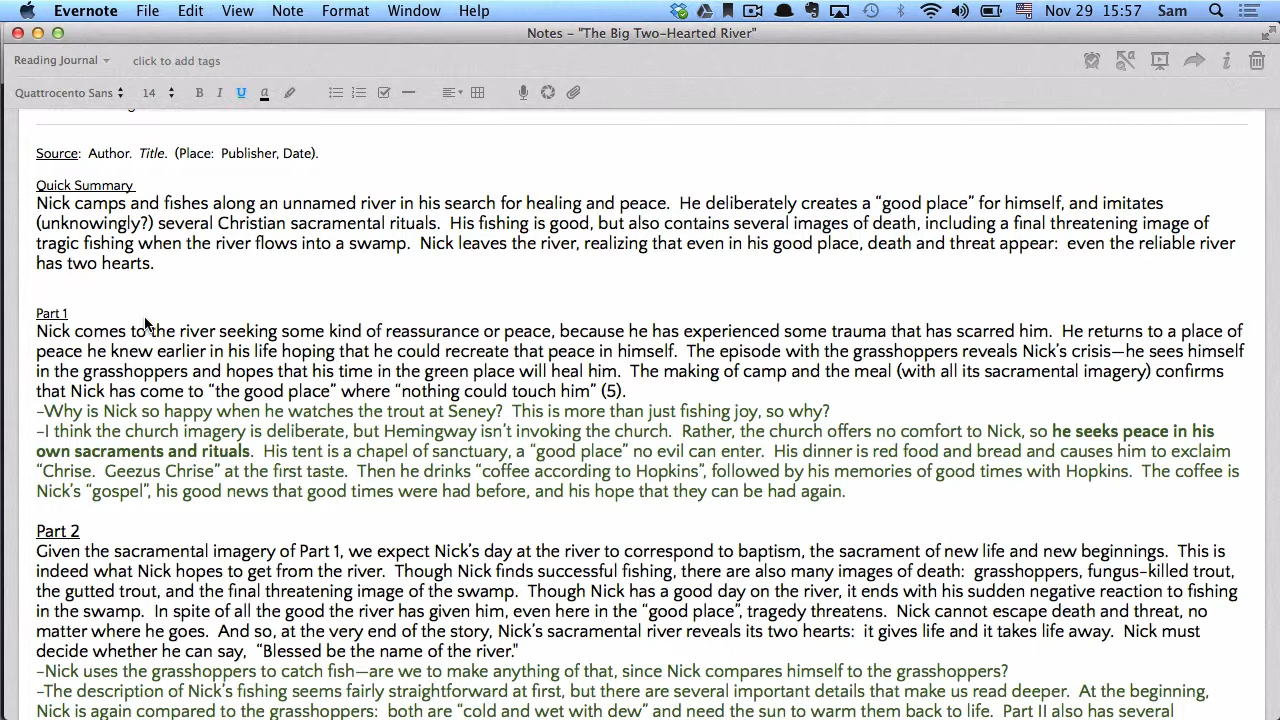 Evernote File Edit View Note Format Window Help Nov 29 15:57 Sam
Notes – "The Big Two-Hearted River"
Reading Journal click to add tags
Quattrocento Sans 14 B I U a
Source: Author. Title. (Place: Publisher, Date).
Quick Summary
Nick camps and fishes along an unnamed river in his search for healing and peace. He deliberately creates a “good place” for himself, and imitates
(unknowingly?) several Christian sacramental rituals. His fishing is good, but also contains several images of death, including a final threatening image of
tragic fishing when the river flows into a swamp. Nick leaves the river, realizing that even in his good place, death and threat appear: even the reliable river
has two hearts.
Part 1
Nick comes to the river seeking some kind of reassurance or peace, because he has experienced some trauma that has scarred him. He returns to a place of
peace he knew earlier in his life hoping that he could recreate that peace in himself. The episode with the grasshoppers reveals Nick’s crisis—he sees himself
in the grasshoppers and hopes that his time in the green place will heal him. The making of camp and the meal (with all its sacramental imagery) confirms
that Nick has come to “the good place” where “nothing could touch him” (5).
–Why is Nick so happy when he watches the trout at Seney? This is more than just fishing joy, so why?
–I think the church imagery is deliberate, but Hemingway isn’t invoking the church. Rather, the church offers no comfort to Nick, so he seeks peace in his
own sacraments and rituals. His tent is a chapel of sanctuary, a “good place” no evil can enter. His dinner is red food and bread and causes him to exclaim
“Chrise. Geezus Chrise” at the first taste. Then he drinks “coffee according to Hopkins”, followed by his memories of good times with Hopkins. The coffee is
Nick’s “gospel”, his good news that good times were had before, and his hope that they can be had again.
Part 2
Given the sacramental imagery of Part 1, we expect Nick’s day at the river to correspond to baptism, the sacrament of new life and new beginnings. This is
indeed what Nick hopes to get from the river. Though Nick finds successful fishing, there are also many images of death: grasshoppers, fungus-killed trout,
the gutted trout, and the final threatening image of the swamp. Though Nick has a good day on the river, it ends with his sudden negative reaction to fishing
in the swamp. In spite of all the good the river has given him, even here in the “good place”, tragedy threatens. Nick cannot escape death and threat, no
matter where he goes. And so, at the very end of the story, Nick’s sacramental river reveals its two hearts: it gives life and it takes life away. Nick must
decide whether he can say, “Blessed be the name of the river."
–Nick uses the grasshoppers to catch fish—are we to make anything of that, since Nick compares himself to the grasshoppers?
–The description of Nick’s fishing seems fairly straightforward at first, but there are several important details that make us read deeper. At the beginning,
Nick is again compared to the grasshoppers: both are “cold and wet with dew” and need the sun to warm them back to life. Part II also has several